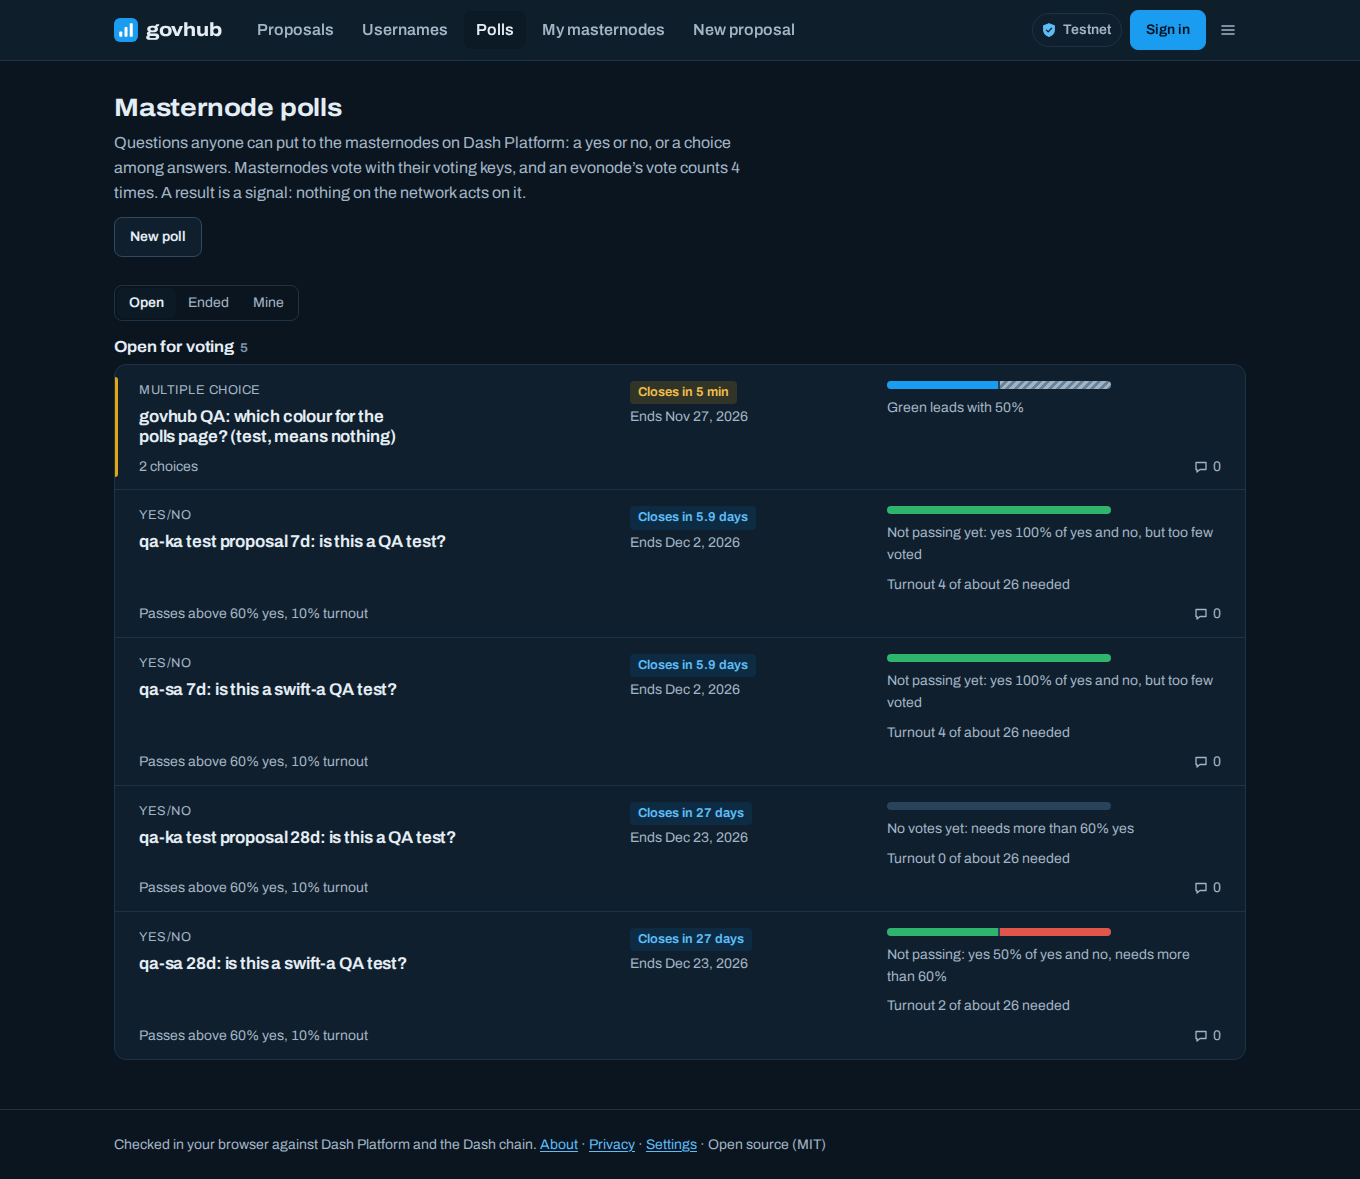 govhub
Proposals
Usernames
Polls
My masternodes
New proposal
Testnet
Sign in
Masternode polls
Questions anyone can put to the masternodes on Dash Platform: a yes or no, or a choice
among answers. Masternodes vote with their voting keys, and an evonode’s vote counts 4
times. A result is a signal: nothing on the network acts on it.
New poll
Open
Ended
Mine
Open for voting 5
MULTIPLE CHOICE
govhub QA: which colour for the
polls page? (test, means nothing)
2 choices
Closes in 5 min
Ends Nov 27, 2026
Green leads with 50%
0
YES/NO
qa-ka test proposal 7d: is this a QA test?
Passes above 60% yes, 10% turnout
Closes in 5.9 days
Ends Dec 2, 2026
Not passing yet: yes 100% of yes and no, but too few
voted
Turnout 4 of about 26 needed
0
YES/NO
qa-sa 7d: is this a swift-a QA test?
Passes above 60% yes, 10% turnout
Closes in 5.9 days
Ends Dec 2, 2026
Not passing yet: yes 100% of yes and no, but too few
voted
Turnout 4 of about 26 needed
0
YES/NO
qa-ka test proposal 28d: is this a QA test?
Passes above 60% yes, 10% turnout
Closes in 27 days
Ends Dec 23, 2026
No votes yet: needs more than 60% yes
Turnout 0 of about 26 needed
0
YES/NO
qa-sa 28d: is this a swift-a QA test?
Passes above 60% yes, 10% turnout
Closes in 27 days
Ends Dec 23, 2026
Not passing: yes 50% of yes and no, needs more
than 60%
Turnout 2 of about 26 needed
0
Checked in your browser against Dash Platform and the Dash chain. About · Privacy · Settings · Open source (MIT)